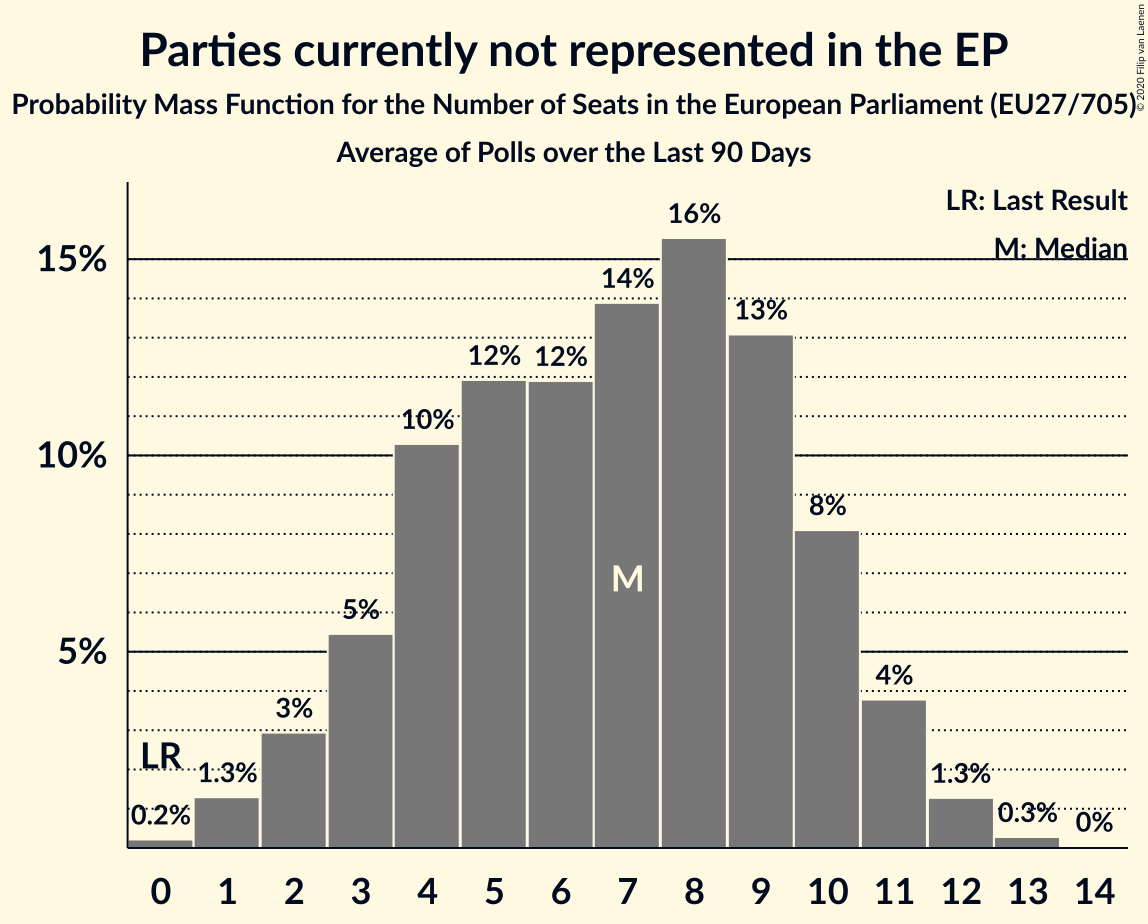 Parties currently not represented in the EP
Probability Mass Function for the Number of Seats in the European Parliament (EU27/705)
Average of Polls over the Last 90 Days
© 2020 Filip van Laenen
LR: Last Result
M: Median
15%
10%
5%
LR
0.2%
1.3%
3%
5%
10%
12%
12%
14%
M
16%
13%
8%
4%
1.3%
0.3%
0%
0 1 2 3 4 5 6 7 8 9 10 11 12 13 14